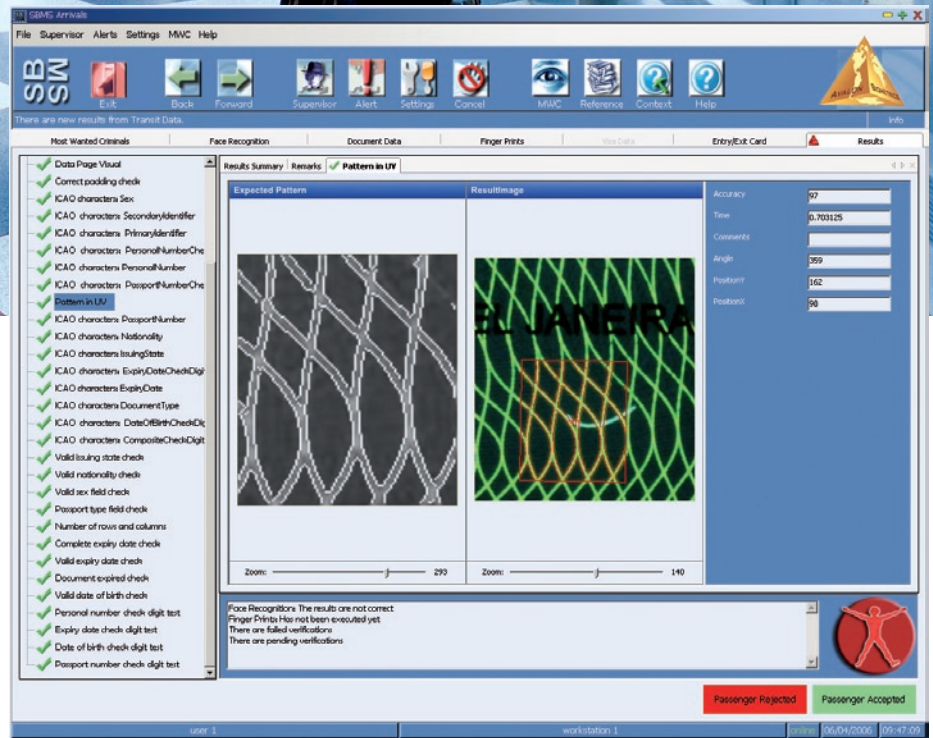 SBMS Arrivals
File Supervisor Alerts Settings MWC Help
SB
MS
Exit Back Forward Supervisor Alert Settings Cancel MWC Reference Context Help
AVALON BIOMETRICS
There are new results from Transit Data. Info
Most Wanted Criminals Face Recognition Document Data Finger Prints Visa Data Entry/Exit Card Results
Data Page Visual
Correct padding check
ICAO characters: Sex
ICAO characters: SecondaryIdentifier
ICAO characters: PrimaryIdentifier
ICAO characters: PersonalNumberChe
ICAO characters: PersonalNumber
ICAO characters: PassportNumberChe
Pattern in UV
ICAO characters: PassportNumber
ICAO characters: Nationality
ICAO characters: IssuingState
ICAO characters: ExpiryDateCheckDigi
ICAO characters: ExpiryDate
ICAO characters: DocumentType
ICAO characters: DateOfBirthCheckDig
ICAO characters: CompositeCheckDigit
Valid issuing state check
Valid nationality check
Valid sex field check
Passport type field check
Number of rows and columns
Complete expiry date check
Valid expiry date check
Document expired check
Valid date of birth check
Personal number check digit test
Expiry date check digit test
Date of birth check digit test
Passport number check digit test
Results Summary Remarks Pattern in UV
Expected Pattern ResultImage
EL JANEIRA
Zoom: 293 Zoom: 140
Accuracy 97
Time 0.703125
Comments
Angle 359
PositionY 162
PositionX 90
Face Recognition: The results are not correct
Finger Prints: Has not been executed yet
There are failed verifications
There are pending verifications
Passenger Rejected Passenger Accepted
user 1 workstation 1 online 06/04/2006 09:47:09